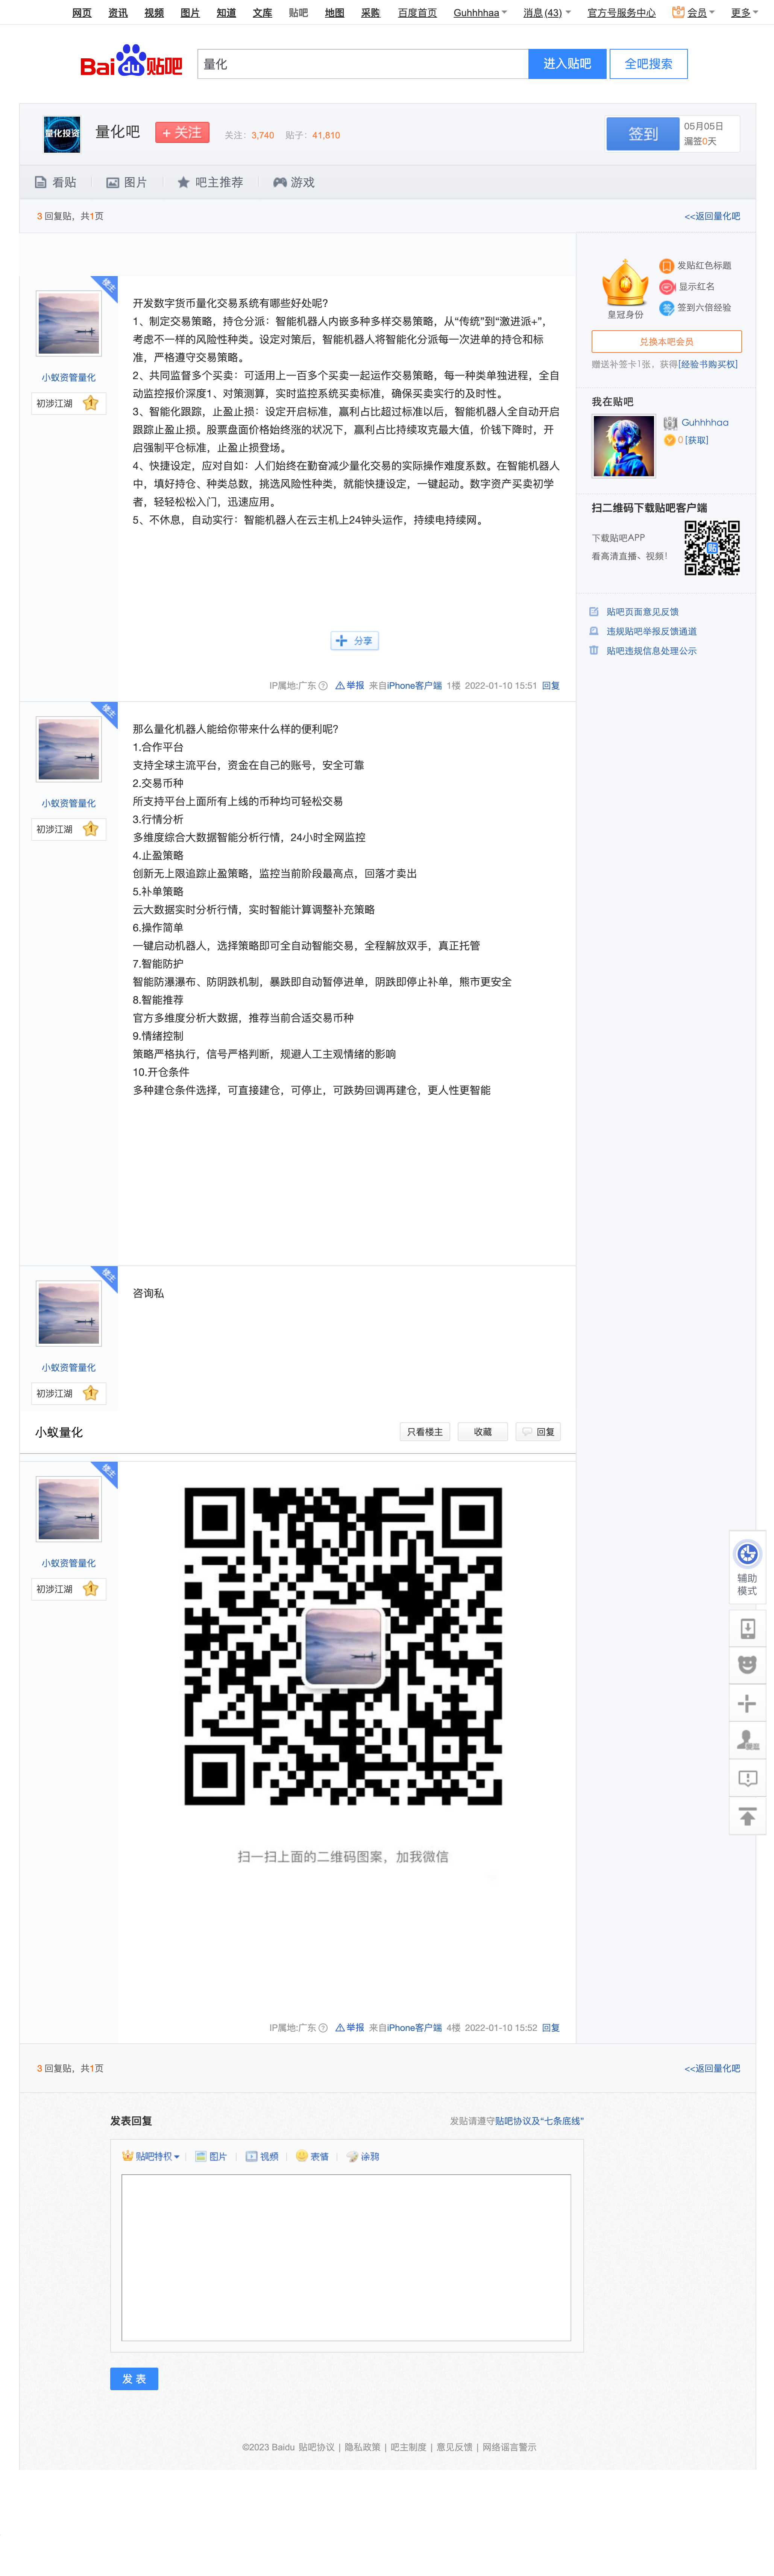 网页 资讯 视频 图片 知道 文库 贴吧 地图 采购 百度首页 Guhhhhaa 消息(43) 官方号服务中心 会员 更多
Bai 贴吧 量化 进入贴吧 全吧搜索
量化投资 量化吧 + 关注 关注: 3,740 贴子: 41,810 签到 05月05日
漏签0天
看贴 图片 吧主推荐 游戏
3 回复贴，共1页 <<返回量化吧
楼主
小蚁资管量化
初涉江湖 1
开发数字货币量化交易系统有哪些好处呢?
1、制定交易策略，持仓分派：智能机器人内嵌多种多样交易策略，从“传统”到“激进派+”，
考虑不一样的风险性种类。设定对策后，智能机器人将智能化分派每一次进单的持仓和标
准，严格遵守交易策略。
2、共同监督多个买卖：可适用上一百多个买卖一起运作交易策略，每一种类单独进程，全自
动监控报价深度1、对策测算，实时监控系统买卖标准，确保买卖实行的及时性。
3、智能化跟踪，止盈止损：设定开启标准，赢利占比超过标准以后，智能机器人全自动开启
跟踪止盈止损。股票盘面价格始终涨的状况下，赢利占比持续攻克最大值，价钱下降时，开
启强制平仓标准，止盈止损登场。
4、快捷设定，应对自如：人们始终在勤奋减少量化交易的实际操作难度系数。在智能机器人
中，填好持仓、种类总数，挑选风险性种类，就能快捷设定，一键起动。数字资产买卖初学
者，轻轻松松入门，迅速运用。
5、不休息，自动实行：智能机器人在云主机上24钟头运作，持续电持续网。
分享
IP属地:广东 举报 来自iPhone客户端 1楼 2022-01-10 15:51 回复
皇冠身份
发贴红色标题
显示红名
签 签到六倍经验
兑换本吧会员
赠送补签卡1张，获得[经验书购买权]
我在贴吧
Guhhhhaa
0 [获取]
扫二维码下载贴吧客户端
下载贴吧APP
看高清直播、视频!
贴
贴吧页面意见反馈
违规贴吧举报反馈通道
贴吧违规信息处理公示
楼主
小蚁资管量化
初涉江湖 1
那么量化机器人能给你带来什么样的便利呢?
1.合作平台
支持全球主流平台，资金在自己的账号，安全可靠
2.交易币种
所支持平台上面所有上线的币种均可轻松交易
3.行情分析
多维度综合大数据智能分析行情，24小时全网监控
4.止盈策略
创新无上限追踪止盈策略，监控当前阶段最高点，回落才卖出
5.补单策略
云大数据实时分析行情，实时智能计算调整补充策略
6.操作简单
一键启动机器人，选择策略即可全自动智能交易，全程解放双手，真正托管
7.智能防护
智能防瀑瀑布、防阴跌机制，暴跌即自动暂停进单，阴跌即停止补单，熊市更安全
8.智能推荐
官方多维度分析大数据，推荐当前合适交易币种
9.情绪控制
策略严格执行，信号严格判断，规避人工主观情绪的影响
10.开仓条件
多种建仓条件选择，可直接建仓，可停止，可跌势回调再建仓，更人性更智能
楼主
小蚁资管量化
初涉江湖 1
咨询私
小蚁量化 只看楼主 收藏 回复
楼主
小蚁资管量化
初涉江湖 1
扫一扫上面的二维码图案，加我微信
辅助
模式
IP属地:广东 举报 来自iPhone客户端 4楼 2022-01-10 15:52 回复
3 回复贴，共1页 <<返回量化吧
发表回复 发贴请遵守贴吧协议及“七条底线”
贴吧特权 图片 视频 表情 涂鸦
发 表
©2023 Baidu 贴吧协议 | 隐私政策 | 吧主制度 | 意见反馈 | 网络谣言警示